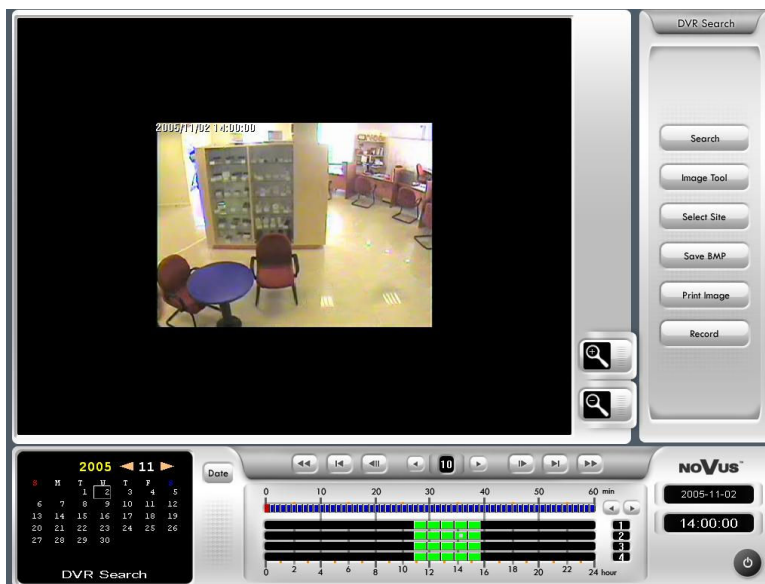 DVR Search
2005/11/02 14:00:00
Search
Image Tool
Select Site
Save BMP
Print Image
Record
2005 11
S M T W T F S
1 2 3 4 5
6 7 8 9 10 11 12
13 14 15 16 17 18 19
20 21 22 23 24 25 26
27 28 29 30
DVR Search
Date
10
0 10 20 30 40 50 60 min
1
2
3
4
0 2 4 6 8 10 12 14 16 18 20 22 24 hour
NOVUS
2005-11-02
14:00:00